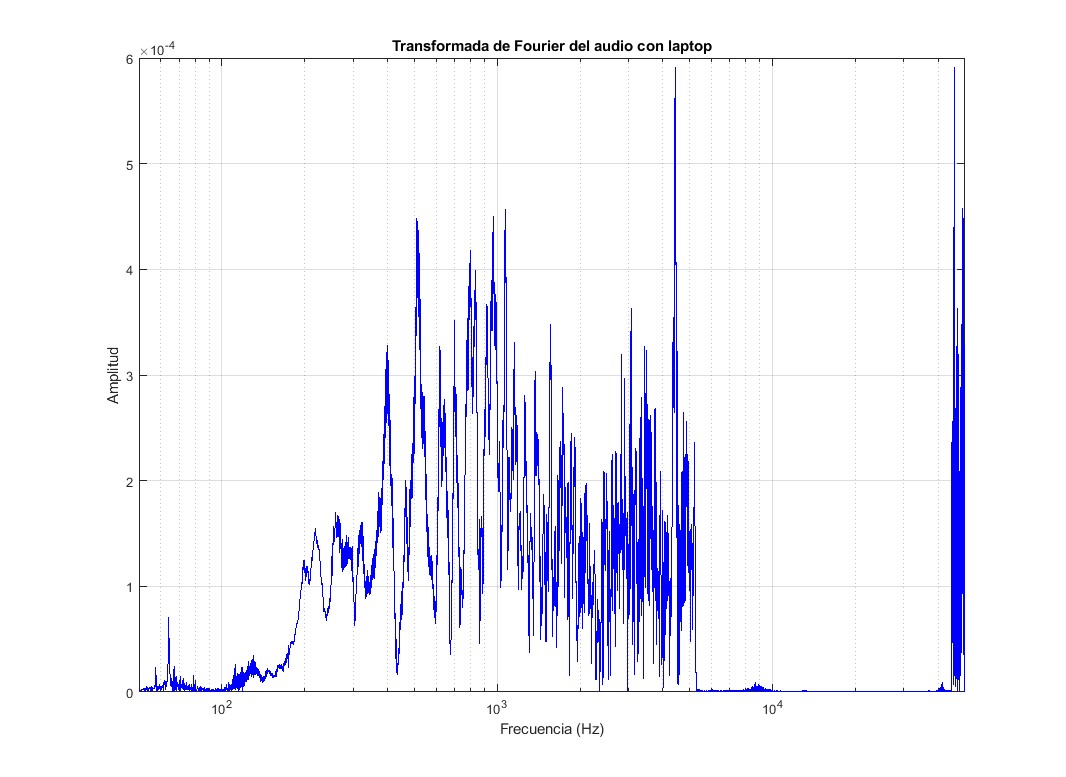 Transformada de Fourier del audio con laptop
×10⁻⁴
6
5
4
3
2
1
0
Amplitud
10² 10³ 10⁴
Frecuencia (Hz)